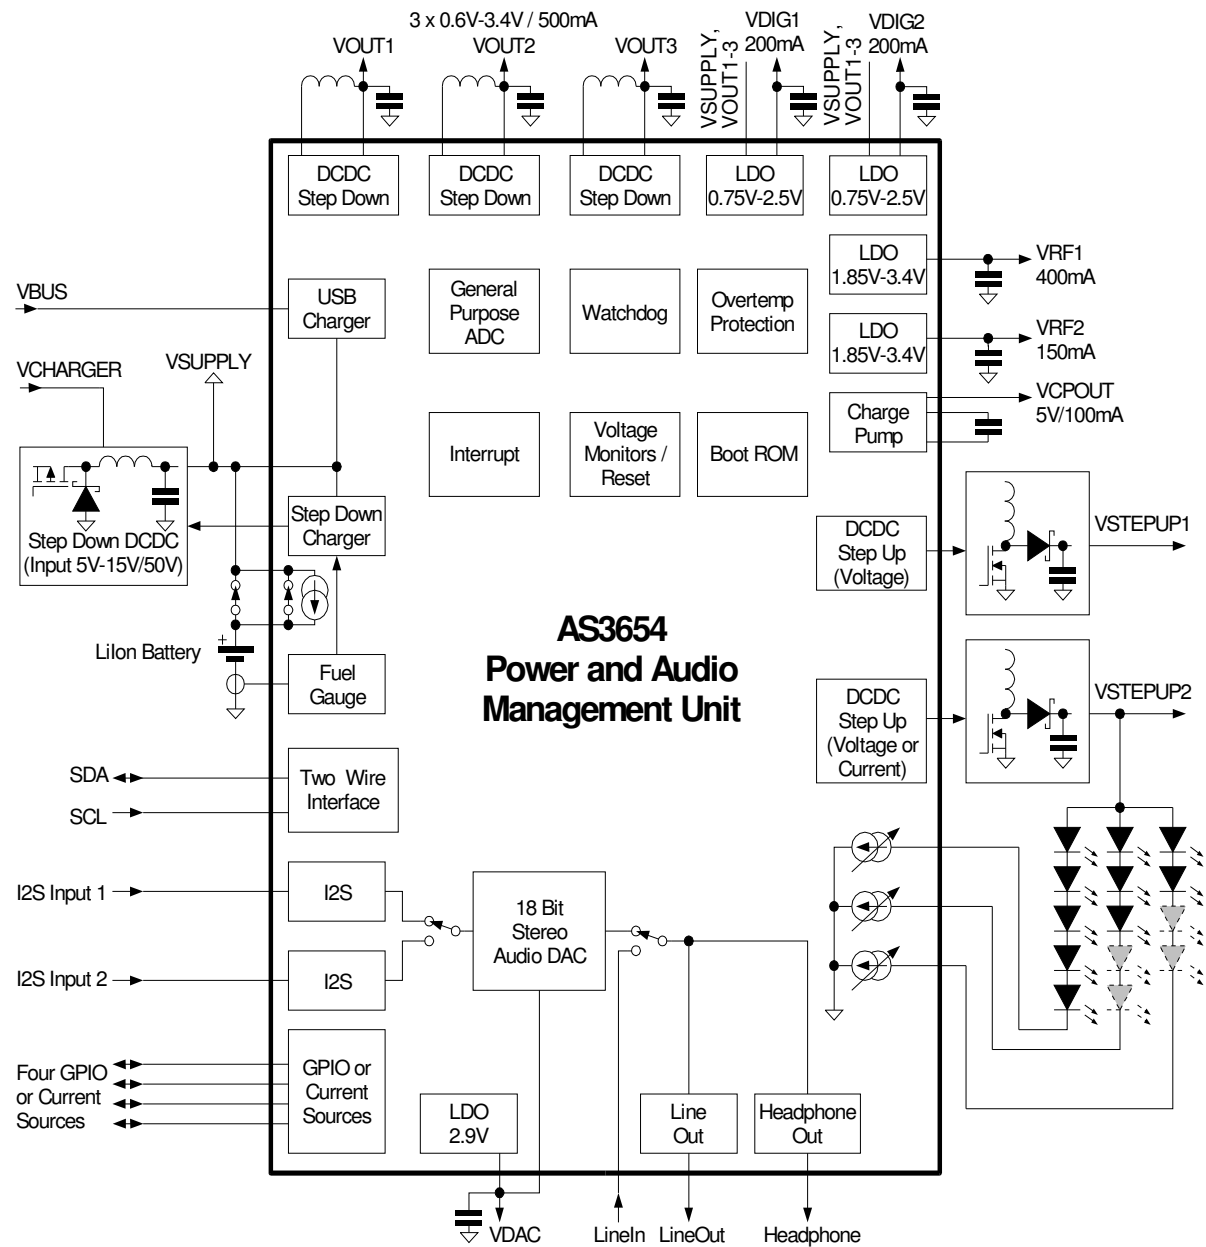 3 x 0.6V-3.4V / 500mA
VOUT1
VOUT2
VOUT3
VSUPPLY,
VOUT1-3
VDIG1
200mA
VSUPPLY,
VOUT1-3
VDIG2
200mA
DCDC
Step Down
DCDC
Step Down
DCDC
Step Down
LDO
0.75V-2.5V
LDO
0.75V-2.5V
LDO
1.85V-3.4V
VRF1
400mA
VBUS
USB
Charger
General
Purpose
ADC
Watchdog
Overtemp
Protection
LDO
1.85V-3.4V
VRF2
150mA
VCHARGER
VSUPPLY
Charge
Pump
VCPOUT
5V/100mA
Interrupt
Voltage
Monitors /
Reset
Boot ROM
Step Down DCDC
(Input 5V-15V/50V)
Step Down
Charger
DCDC
Step Up
(Voltage)
VSTEPUP1
AS3654
Power and Audio
Management Unit
+
LiIon Battery
Fuel
Gauge
DCDC
Step Up
(Voltage or
Current)
VSTEPUP2
SDA
SCL
Two Wire
Interface
I2S Input 1
I2S
18 Bit
Stereo
Audio DAC
I2S Input 2
I2S
Four GPIO
or Current
Sources
GPIO or
Current
Sources
LDO
2.9V
Line
Out
Headphone
Out
VDAC
LineIn
LineOut
Headphone